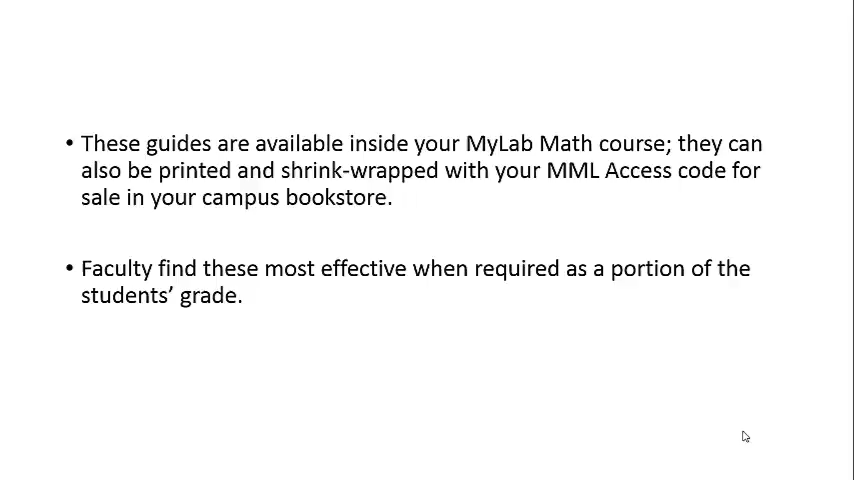 • These guides are available inside your MyLab Math course; they can
also be printed and shrink-wrapped with your MML Access code for
sale in your campus bookstore.
• Faculty find these most effective when required as a portion of the
students’ grade.